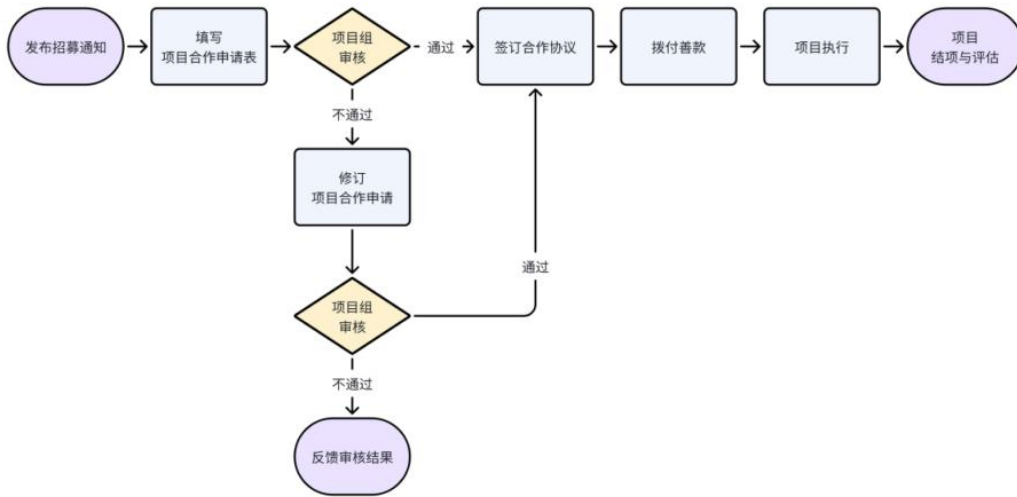 发布招募通知
填写
项目合作申请表
项目组
审核
通过
签订合作协议
拨付善款
项目执行
项目
结项与评估
不通过
修订
项目合作申请
通过
项目组
审核
不通过
反馈审核结果